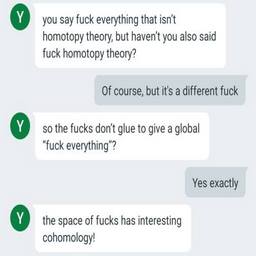 Y
you say fuck everything that isn't
homotopy theory, but haven't you also said
fuck homotopy theory?
Of course, but it's a different fuck
Y
so the fucks don't glue to give a global
"fuck everything"?
Yes exactly
Y
the space of fucks has interesting
cohomology!